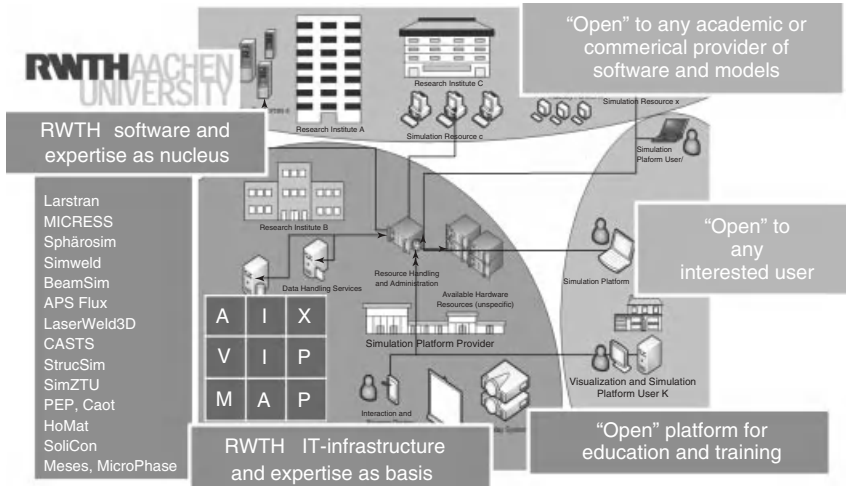 RWTH AACHEN
UNIVERSITY
RWTH software and
expertise as nucleus
Larstran
MICRESS
Sphärosim
Simweld
BeamSim
APS Flux
LaserWeld3D
CASTS
StrucSim
SimZTU
PEP, Caot
HoMat
SoliCon
Meses, MicroPhase
Research Institute A
Research Institute C
Simulation Resource c
Simulation Resource x
"Open" to any academic or
commerical provider of
software and models
Simulation
Plaform User/
Research Institute B
Data Handling Services
Resource Handling
and Administration
Available Hardware
Resources (unspecific)
Simulation Platform
"Open" to
any
interested user
A I X
V I P
M A P
Simulation Platform Provider
Visualization and Simulation
Platform User K
Interaction and
RWTH IT-infrastructure
and expertise as basis
"Open" platform for
education and training